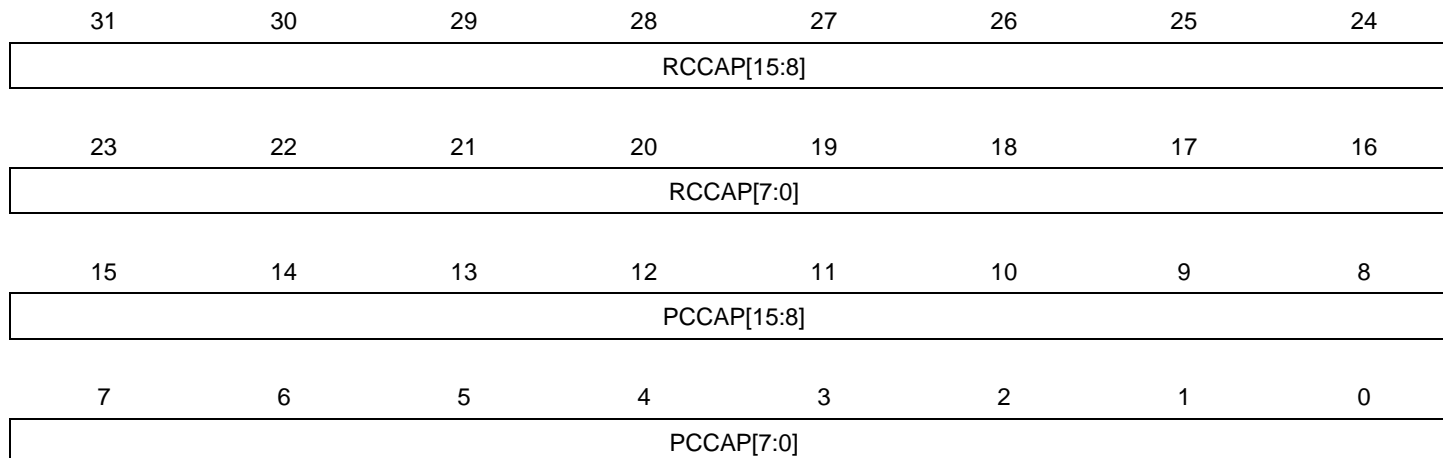 31 30 29 28 27 26 25 24
RCCAP[15:8]
23 22 21 20 19 18 17 16
RCCAP[7:0]
15 14 13 12 11 10 9 8
PCCAP[15:8]
7 6 5 4 3 2 1 0
PCCAP[7:0]